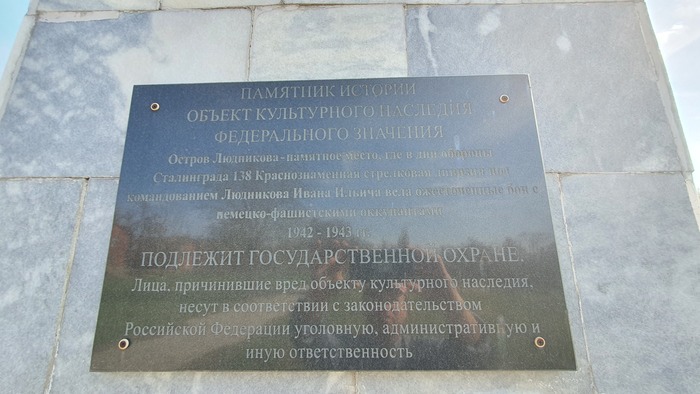 ПАМЯТНИК ИСТОРИИ
ОБЪЕКТ КУЛЬТУРНОГО НАСЛЕДИЯ
ФЕДЕРАЛЬНОГО ЗНАЧЕНИЯ
Остров Людникова-памятное место, где в дни обороны
Сталинграда 138 Краснознаменная стрелковая дивизия под
командованием Людникова Ивана Ильича вела ожесточенные бои с
немецко-фашистскими оккупантами
1942 - 1943 гг.
ПОДЛЕЖИТ ГОСУДАРСТВЕННОЙ ОХРАНЕ.
Лица, причинившие вред объекту культурного наследия,
несут в соответствии с законодательством
Российской Федерации уголовную, административную и
иную ответственность